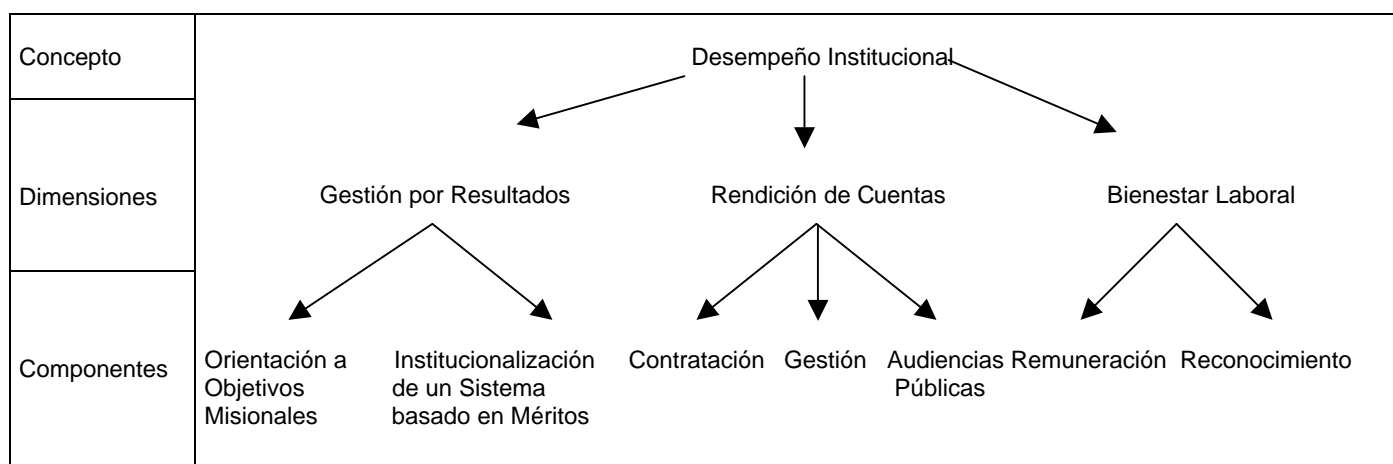 Concepto
Desempeño Institucional
Dimensiones
Gestión por Resultados
Rendición de Cuentas
Bienestar Laboral
Componentes
Orientación a
Objetivos
Misionales
Institucionalización
de un Sistema
basado en Méritos
Contratación
Gestión
Audiencias
Públicas
Remuneración
Reconocimiento